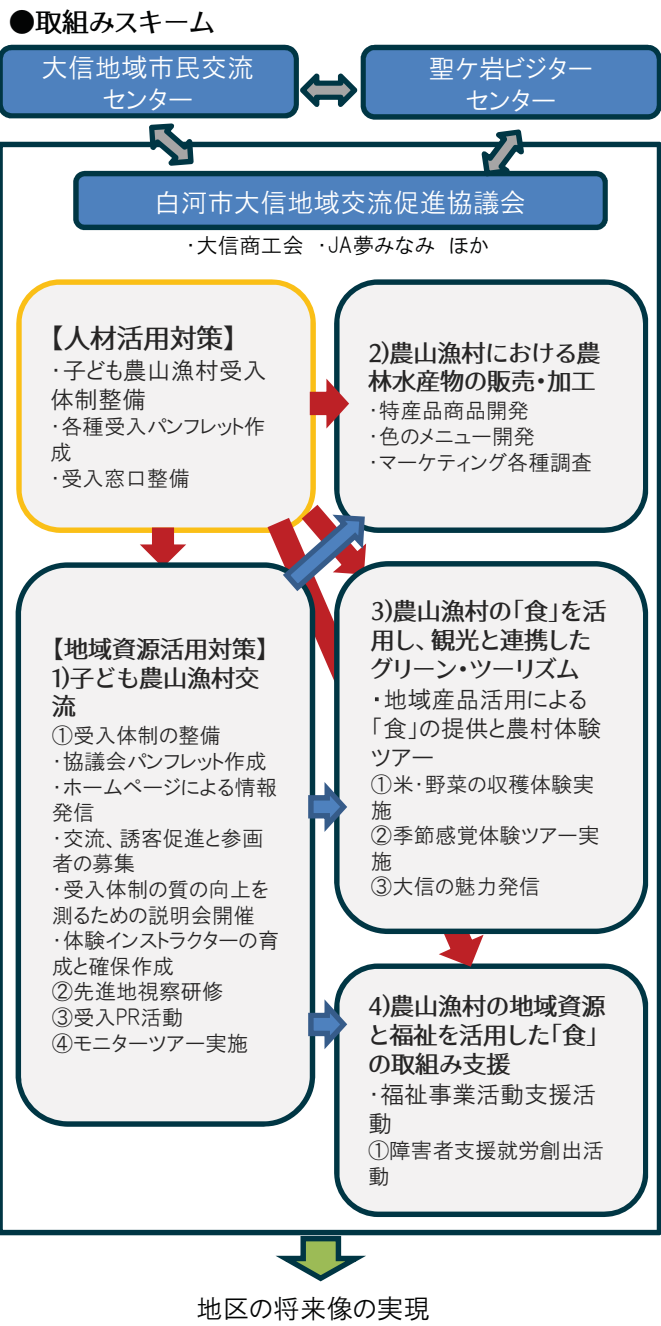 ●取組みスキーム
大信地域市民交流
センター
聖ケ岩ビジター
センター
白河市大信地域交流促進協議会
・大信商工会 ・JA夢みなみ ほか
【人材活用対策】
・子ども農山漁村受入
体制整備
・各種受入パンフレット作
成
・受入窓口整備
2)農山漁村における農
林水産物の販売・加工
・特産品商品開発
・色のメニュー開発
・マーケティング各種調査
【地域資源活用対策】
1)子ども農山漁村交
流
①受入体制の整備
・協議会パンフレット作成
・ホームページによる情報
発信
・交流、誘客促進と参画
者の募集
・受入体制の質の向上を
測るための説明会開催
・体験インストラクターの育
成と確保作成
②先進地視察研修
③受入PR活動
④モニターツアー実施
3)農山漁村の「食」を活
用し、観光と連携した
グリーン・ツーリズム
・地域産品活用による
「食」の提供と農村体験
ツアー
①米・野菜の収穫体験実
施
②季節感覚体験ツアー実
施
③大信の魅力発信
4)農山漁村の地域資源
と福祉を活用した「食」
の取組み支援
・福祉事業活動支援活
動
①障害者支援就労創出活
動
地区の将来像の実現